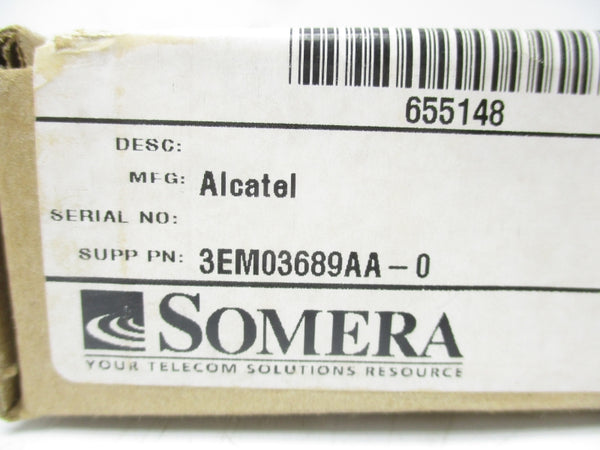 655148
DESC:
MFG: Alcatel
SERIAL NO:
SUPP PN: 3EM03689AA-0
SOMERA
YOUR TELECOM SOLUTIONS RESOURCE